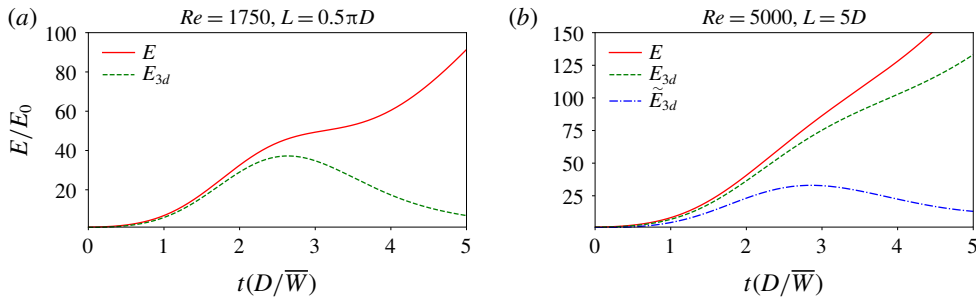 (a)
Re = 1750, L = 0.5πD
E/E₀
100
80
60
40
20
E
E₃d
0 1 2 3 4 5
t(D/W̅)
(b)
Re = 5000, L = 5D
150
125
100
75
50
25
E
E₃d
Ẽ₃d
0 1 2 3 4 5
t(D/W̅)